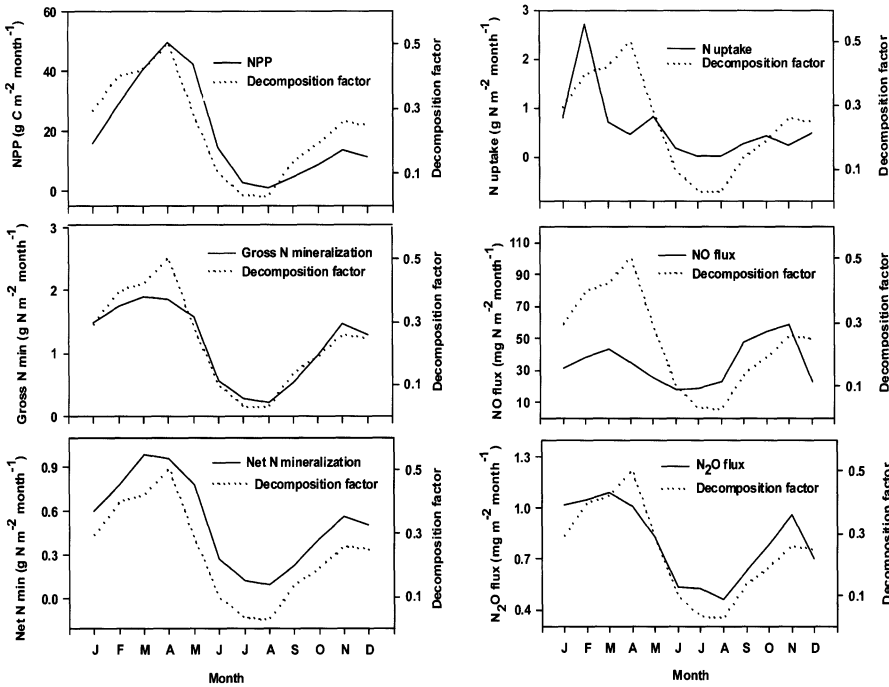 60
40
20
0
NPP (g C m⁻² month⁻¹)
NPP
Decomposition factor
0.5
0.3
0.1
Decomposition factor
3
2
1
0
N uptake (g N m⁻² month⁻¹)
N uptake
Decomposition factor
0.5
0.3
0.1
Decomposition factor
3
2
1
0
Gross N min (g N m⁻² month⁻¹)
Gross N mineralization
Decomposition factor
0.5
0.3
0.1
Decomposition factor
110
90
70
50
30
10
NO flux (mg N m⁻² month⁻¹)
NO flux
Decomposition factor
0.5
0.3
0.1
Decomposition factor
0.9
0.6
0.3
0.0
Net N min (g N m⁻² month⁻¹)
Net N mineralization
Decomposition factor
0.5
0.3
0.1
Decomposition factor
J F M A M J J A S O N D
Month
1.3
1.0
0.7
0.4
N₂O flux (mg m⁻² month⁻¹)
N₂O flux
Decomposition factor
0.5
0.3
0.1
Decomposition factor
J F M A M J J A S O N D
Month